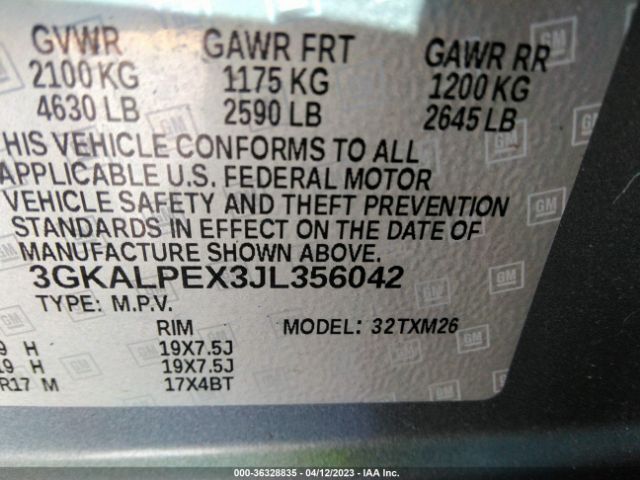 GVWR GAWR FRT GAWR RR
2100 KG 1175 KG 1200 KG
4630 LB 2590 LB 2645 LB
HIS VEHICLE CONFORMS TO ALL
APPLICABLE U.S. FEDERAL MOTOR
VEHICLE SAFETY AND THEFT PREVENTION
STANDARDS IN EFFECT ON THE DATE OF
MANUFACTURE SHOWN ABOVE.
3GKALPEX3JL356042
TYPE: M.P.V.
RIM MODEL: 32TXM26
9 H 19X7.5J
19 H 19X7.5J
R17 M 17X4BT
000-36328835 - 04/12/2023 - IAA Inc.